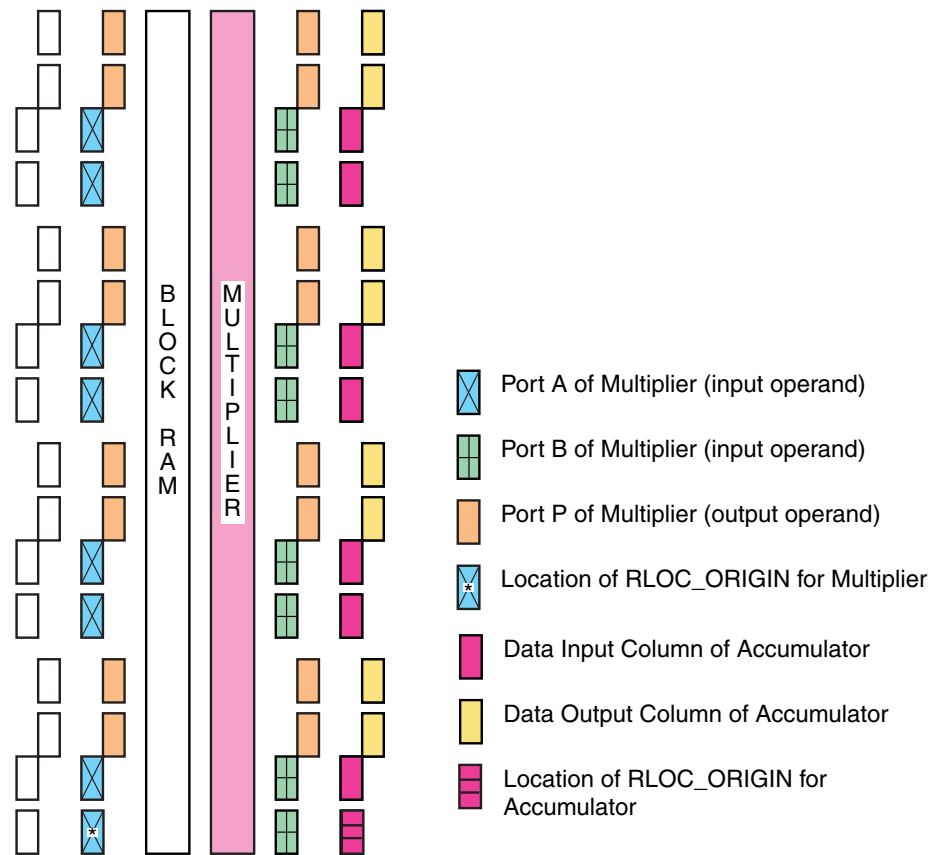 BLOCK RAM
MULTIPLIER
Port A of Multiplier (input operand)
Port B of Multiplier (input operand)
Port P of Multiplier (output operand)
*
Location of RLOC_ORIGIN for Multiplier
Data Input Column of Accumulator
Data Output Column of Accumulator
Location of RLOC_ORIGIN for
Accumulator
*